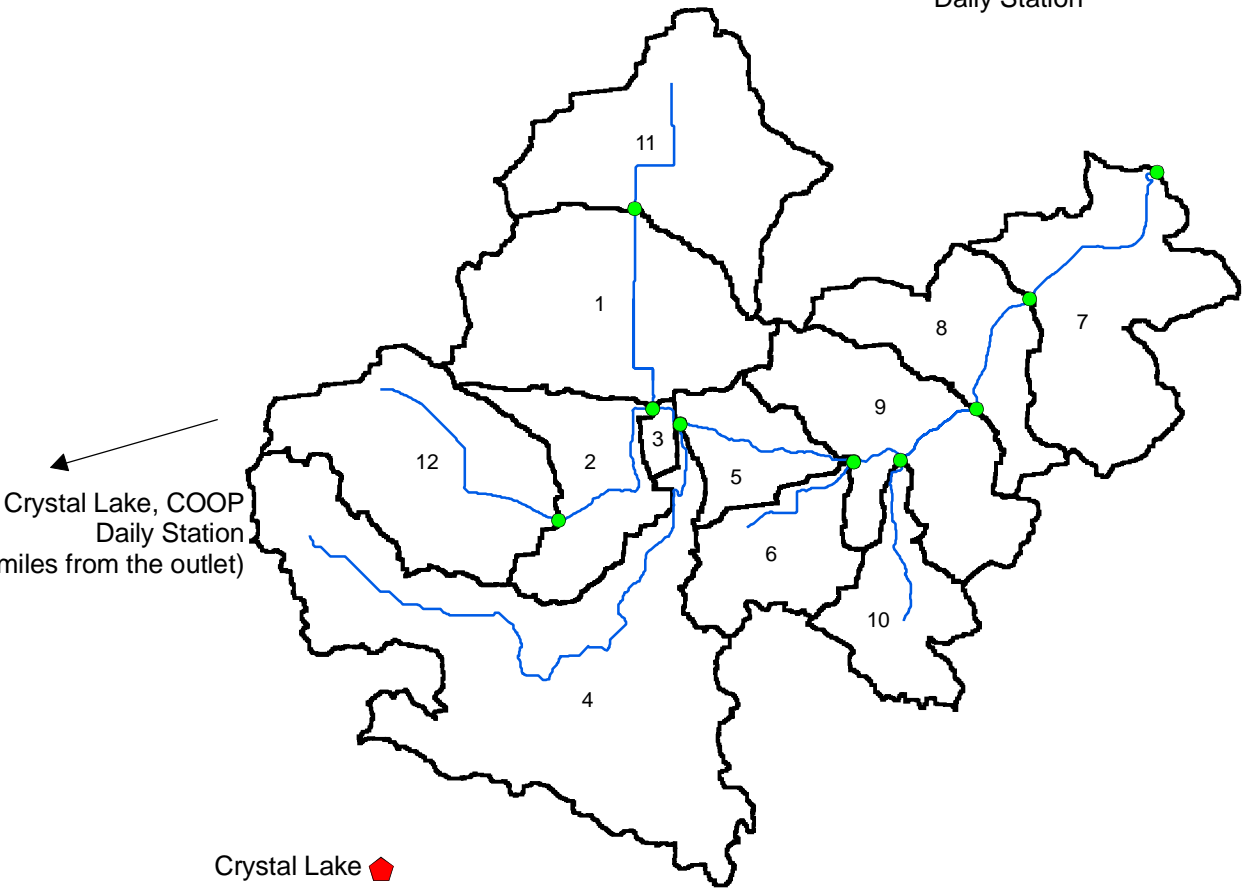 Daily Station
11
1
8
7
9
3
12
2
5
6
10
4
Crystal Lake, COOP
Daily Station
miles from the outlet)
Crystal Lake